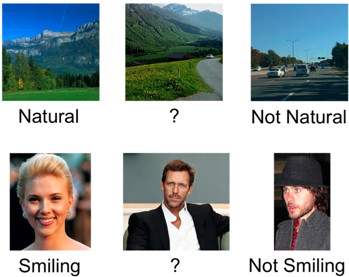 Natural
?
Not Natural
Smiling
?
Not Smiling